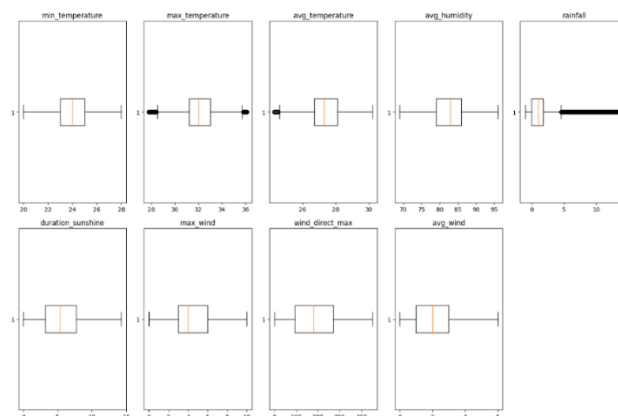 min_temperature
max_temperature
avg_temperature
avg_humidity
rainfall
1
1
1
1
1
20 22 24 26 28
28 30 32 34 36
26 28 30
70 75 80 85 90 95
0 5 10
duration_sunshine
max_wind
wind_direct_max
avg_wind
1
1
1
1